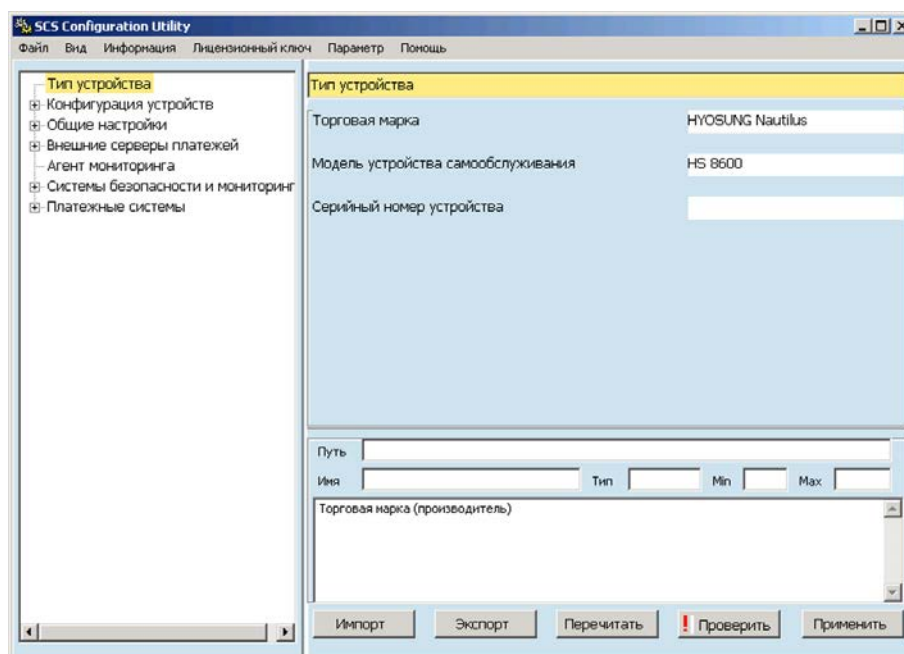 SCS Configuration Utility
Файл Вид Информация Лицензионный ключ Параметр Помощь
Тип устройства
Конфигурация устройств
Общие настройки
Внешние серверы платежей
Агент мониторинга
Системы безопасности и мониторинг
Платежные системы
Тип устройства
Торговая марка HYOSUNG Nautilus
Модель устройства самообслуживания HS 8600
Серийный номер устройства
Путь
Имя Тип Min Max
Торговая марка (производитель)
Импорт Экспорт Перечитать ! Проверить Применить